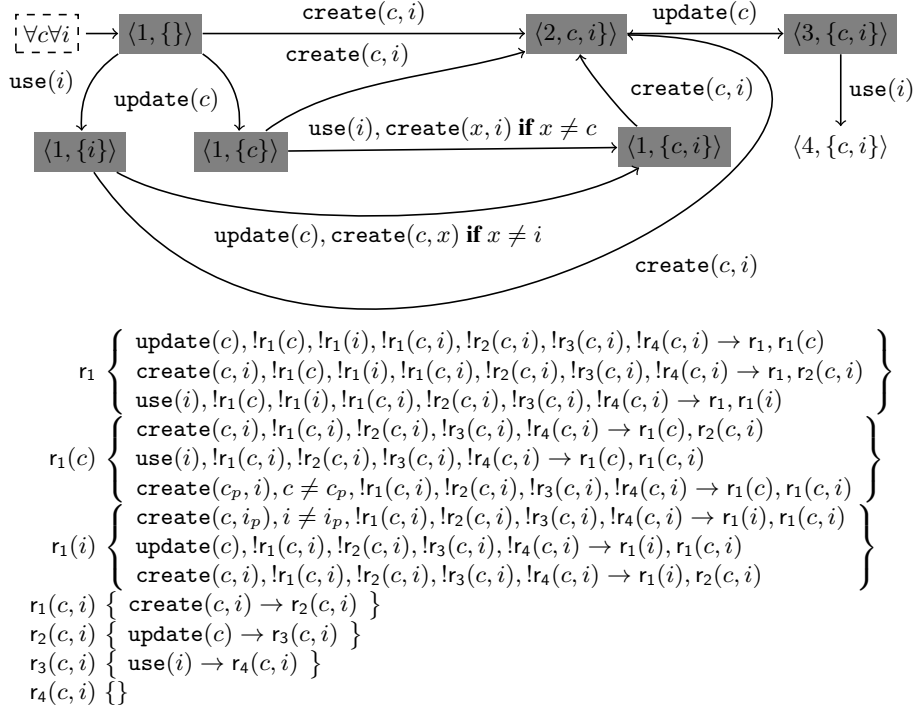 ∀c∀i
⟨1, {}⟩
create(c, i)
⟨2, c, i}⟩
update(c)
⟨3, {c, i}⟩
create(c, i)
use(i)
update(c)
create(c, i)
use(i)
⟨1, {i}⟩
⟨1, {c}⟩
use(i), create(x, i) if x ≠ c
⟨1, {c, i}⟩
⟨4, {c, i}⟩
update(c), create(c, x) if x ≠ i
create(c, i)
update(c), !r₁(c), !r₁(i), !r₁(c, i), !r₂(c, i), !r₃(c, i), !r₄(c, i) → r₁, r₁(c)
r₁ { create(c, i), !r₁(c), !r₁(i), !r₁(c, i), !r₂(c, i), !r₃(c, i), !r₄(c, i) → r₁, r₂(c, i) }
use(i), !r₁(c), !r₁(i), !r₁(c, i), !r₂(c, i), !r₃(c, i), !r₄(c, i) → r₁, r₁(i)
create(c, i), !r₁(c, i), !r₂(c, i), !r₃(c, i), !r₄(c, i) → r₁(c), r₂(c, i)
r₁(c) { use(i), !r₁(c, i), !r₂(c, i), !r₃(c, i), !r₄(c, i) → r₁(c), r₁(c, i) }
create(cₚ, i), c ≠ cₚ, !r₁(c, i), !r₂(c, i), !r₃(c, i), !r₄(c, i) → r₁(c), r₁(c, i)
create(c, iₚ), i ≠ iₚ, !r₁(c, i), !r₂(c, i), !r₃(c, i), !r₄(c, i) → r₁(i), r₁(c, i)
r₁(i) { update(c), !r₁(c, i), !r₂(c, i), !r₃(c, i), !r₄(c, i) → r₁(i), r₁(c, i) }
create(c, i), !r₁(c, i), !r₂(c, i), !r₃(c, i), !r₄(c, i) → r₁(i), r₂(c, i)
r₁(c, i) { create(c, i) → r₂(c, i) }
r₂(c, i) { update(c) → r₃(c, i) }
r₃(c, i) { use(i) → r₄(c, i) }
r₄(c, i) {}